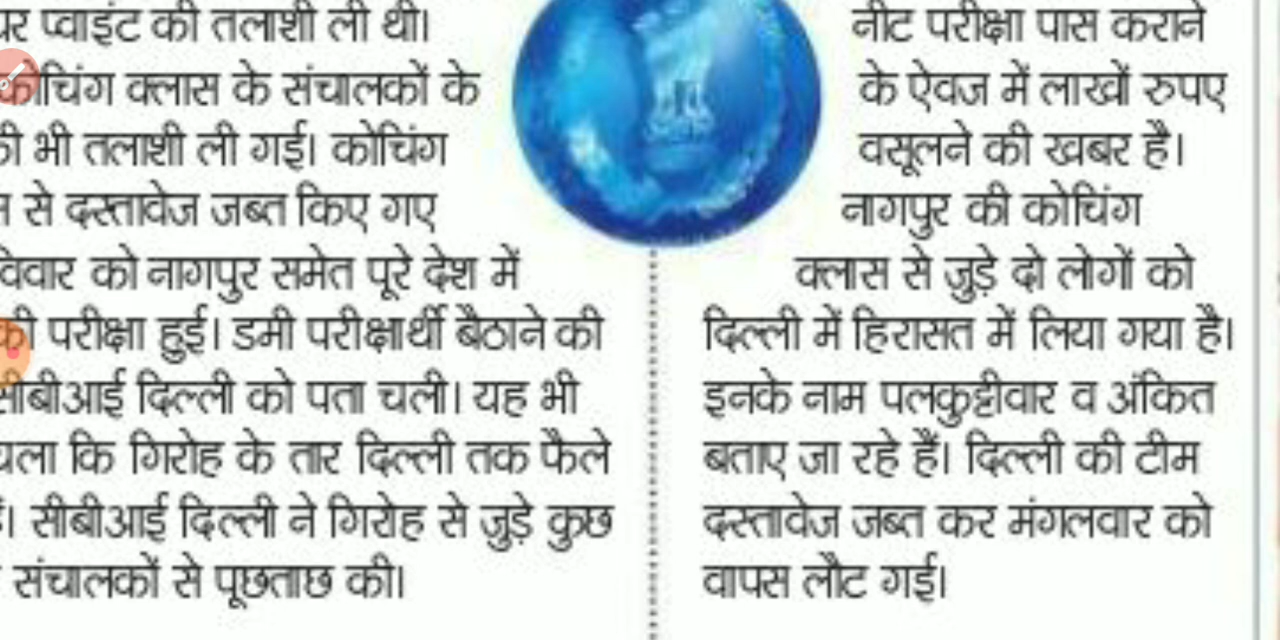 प्वाइंट की तलाशी ली थी।
कोचिंग क्लास के संचालकों के
भी तलाशी ली गई। कोचिंग
से दस्तावेज जब्त किए गए
को नागपुर समेत पूरे देश में
की परीक्षा हुई। डमी परीक्षार्थी बैठाने की
सीबीआई दिल्ली को पता चली। यह भी
कि गिरोह के तार दिल्ली तक फैले
सीबीआई दिल्ली ने गिरोह से जुड़े कुछ
संचालकों से पूछताछ की।
नीट परीक्षा पास कराने
के ऐवज में लाखों रुपए
वसूलने की खबर है।
नागपुर की कोचिंग
क्लास से जुड़े दो लोगों को
दिल्ली में हिरासत में लिया गया है।
इनके नाम पलकुट्टीवार व अंकित
बताए जा रहे हैं। दिल्ली की टीम
दस्तावेज जब्त कर मंगलवार को
वापस लौट गई।